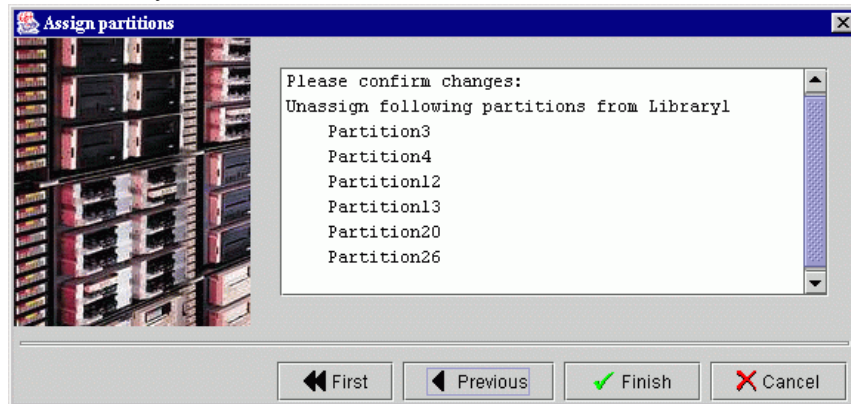 Assign partitions
Please confirm changes:
Unassign following partitions from Library1
Partition3
Partition4
Partition12
Partition13
Partition20
Partition26
First Previous Finish Cancel